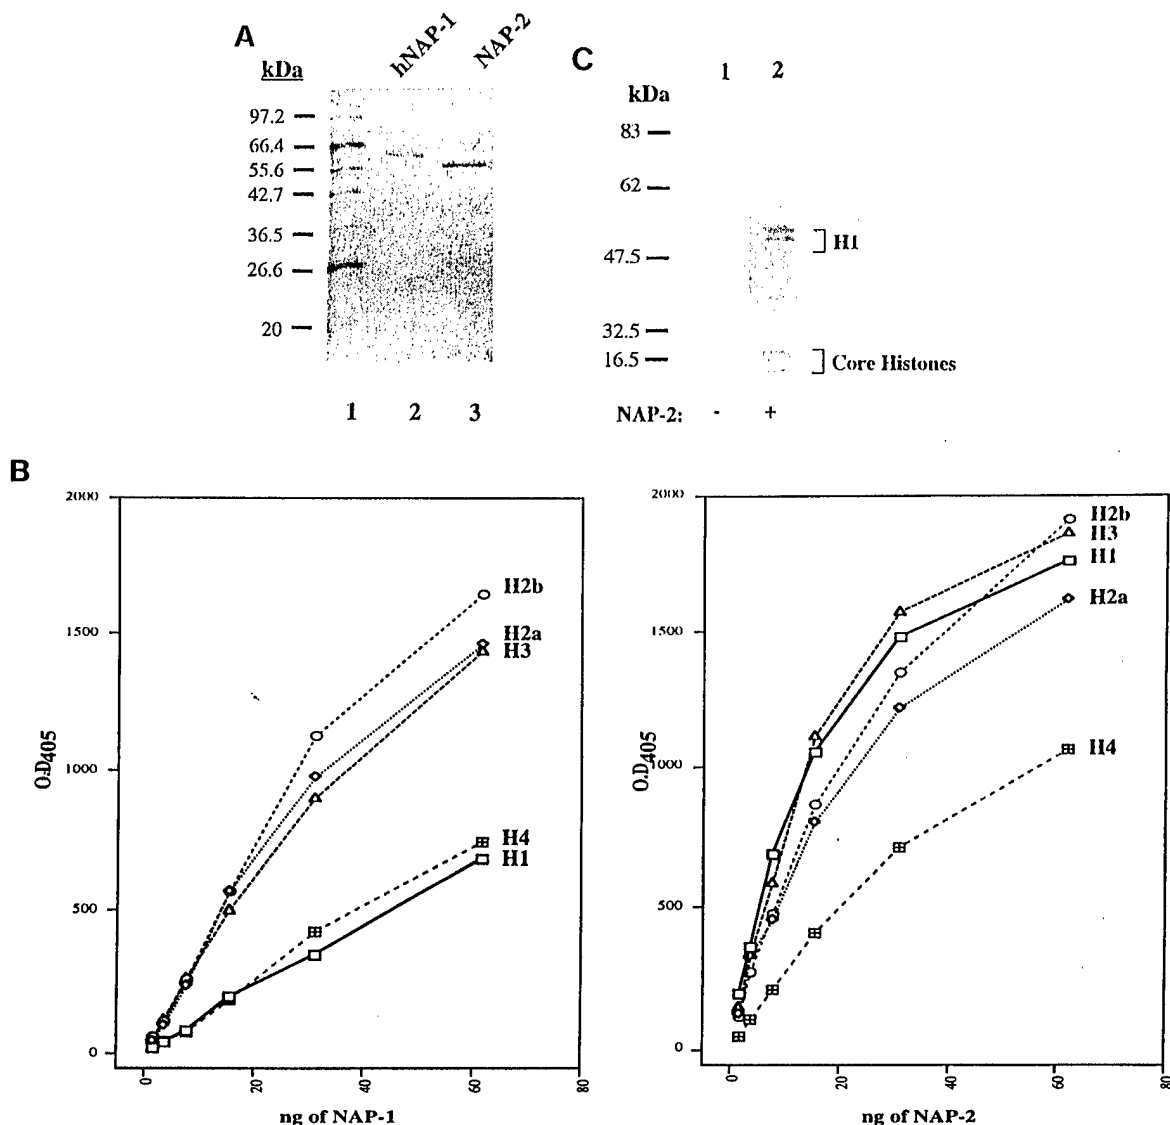 A
kDa
hNAP-1
NAP-2
97.2
66.4
55.6
42.7
36.5
26.6
20
1 2 3
C
1 2
kDa
83
62
47.5
32.5
16.5
H1
Core Histones
NAP-2: - +
B
2000
1500
1000
500
0
O.D405
H2b
H2a
H3
H4
H1
0 20 40 60 80
ng of NAP-1
2000
1500
1000
500
0
O.D405
H2b
H3
H1
H2a
H4
0 20 40 60 80
ng of NAP-2